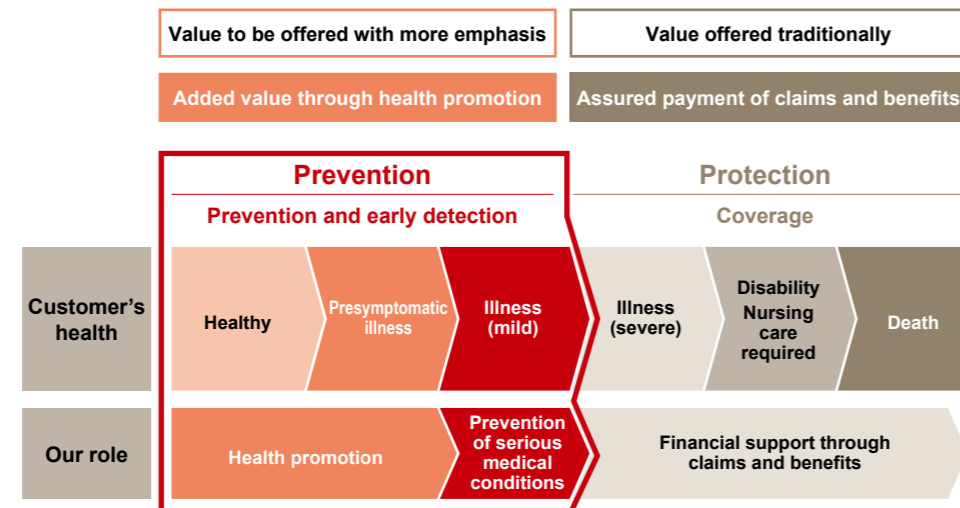 Value to be offered with more emphasis
Value offered traditionally
Added value through health promotion
Assured payment of claims and benefits
Prevention
Protection
Prevention and early detection
Coverage
Customer's
health
Healthy
Presymptomatic
illness
Illness
(mild)
Illness
(severe)
Disability
Nursing
care
required
Death
Our role
Health promotion
Prevention
of serious
medical
conditions
Financial support through
claims and benefits